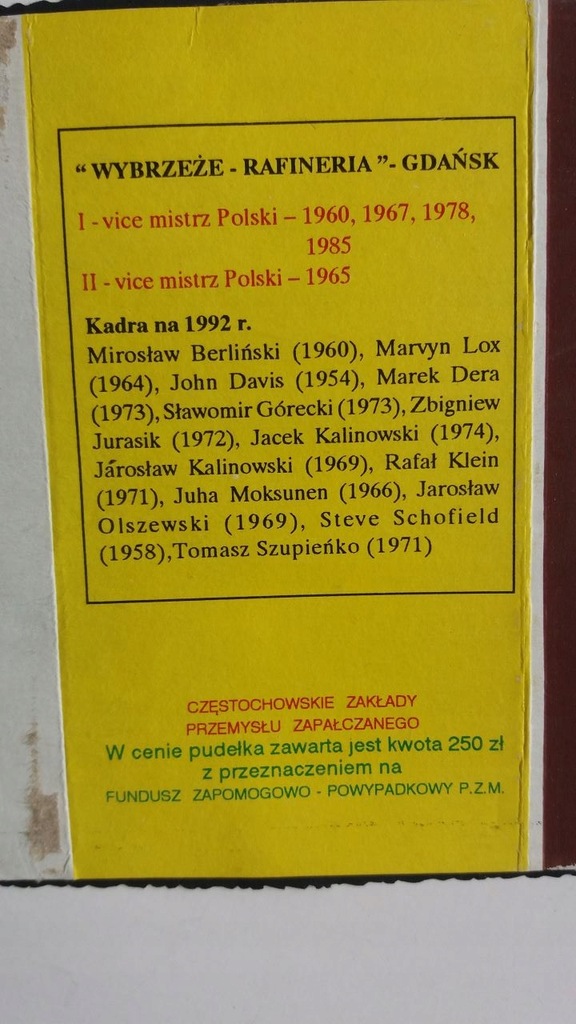 “ WYBRZEŻE - RAFINERIA ”- GDAŃSK
I - vice mistrz Polski – 1960, 1967, 1978,
1985
II - vice mistrz Polski – 1965
Kadra na 1992 r.
Mirosław Berliński (1960), Marvyn Lox
(1964), John Davis (1954), Marek Dera
(1973), Sławomir Górecki (1973), Zbigniew
Jurasik (1972), Jacek Kalinowski (1974),
Járosław Kalinowski (1969), Rafał Klein
(1971), Juha Moksunen (1966), Jarosław
Olszewski (1969), Steve Schofield
(1958),Tomasz Szupieńko (1971)
CZĘSTOCHOWSKIE ZAKŁADY
PRZEMYSŁU ZAPAŁCZANEGO
W cenie pudełka zawarta jest kwota 250 zł
z przeznaczeniem na
FUNDUSZ ZAPOMOGOWO - POWYPADKOWY P.Z.M.